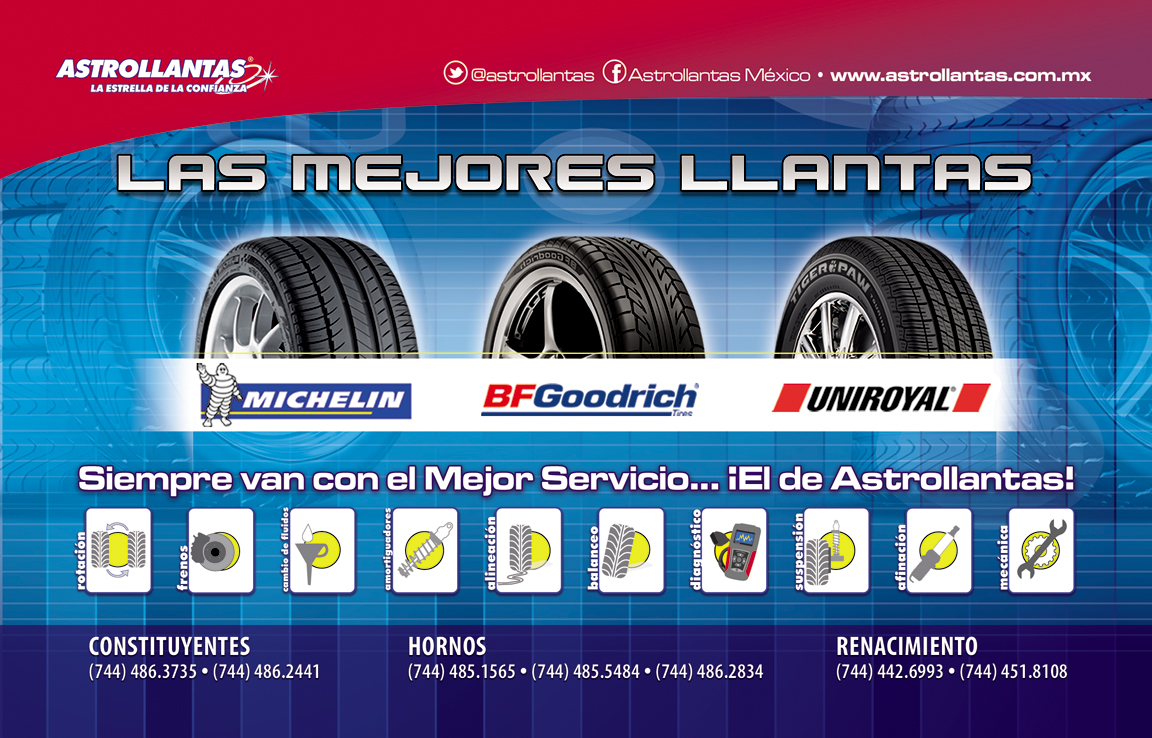 ASTROLLANTAS®
LA ESTRELLA DE LA CONFÍANZA
@astrollantas Astrollantas México • www.astrollantas.com.mx
LAS MEJORES LLANTAS
BFGoodrich
TIGER PAW
MICHELIN
BFGoodrich®
Tires
UNIROYAL®
Siempre van con el Mejor Servicio... ¡El de Astrollantas!
rotación
frenos
cambio de fluidos
amortiguadores
alineación
balanceo
diagnóstico
suspensión
afinación
mecánica
CONSTITUYENTES
(744) 486.3735 • (744) 486.2441
HORNOS
(744) 485.1565 • (744) 485.5484 • (744) 486.2834
RENACIMIENTO
(744) 442.6993 • (744) 451.8108